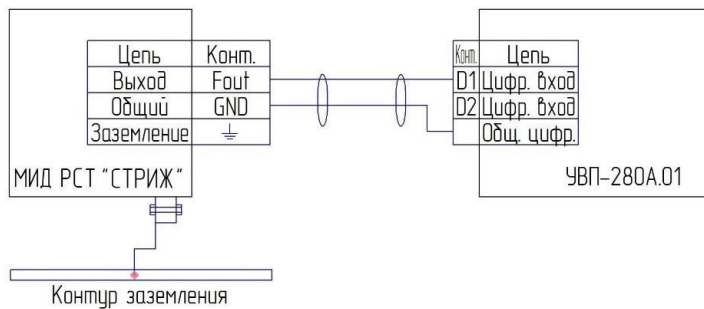 Цепь Конт.
Выход Fout
Общий GND
Заземление
МИД РСТ "СТРИЖ"
Контур заземления
Конт. Цепь
D1 Цифр. вход
D2 Цифр. вход
Общ. цифр.
УВП-280А.01